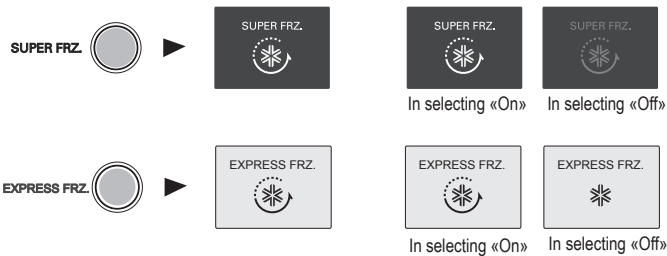 SUPER FRZ.
SUPER FRZ.
SUPER FRZ.
SUPER FRZ.
In selecting «On»
In selecting «Off»
EXPRESS FRZ.
EXPRESS FRZ.
EXPRESS FRZ.
EXPRESS FRZ.
In selecting «On»
In selecting «Off»